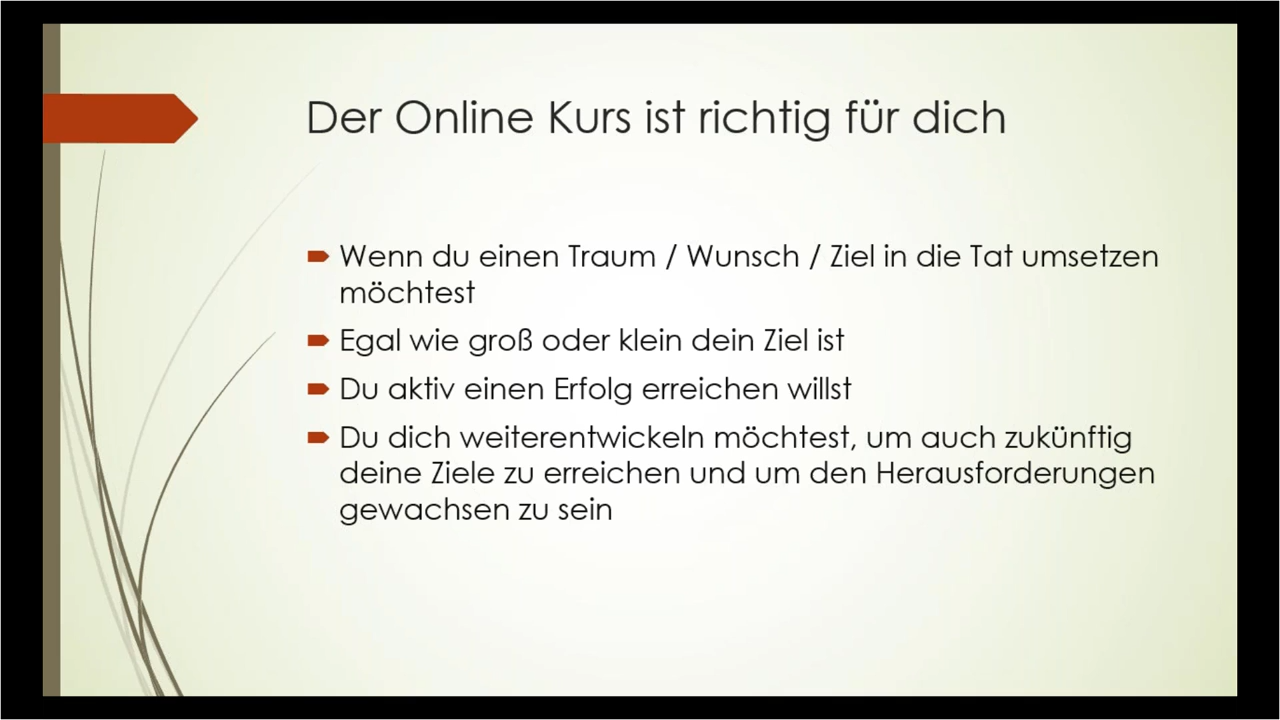 Der Online Kurs ist richtig für dich
Wenn du einen Traum / Wunsch / Ziel in die Tat umsetzen
möchtest
Egal wie groß oder klein dein Ziel ist
Du aktiv einen Erfolg erreichen willst
Du dich weiterentwickeln möchtest, um auch zukünftig
deine Ziele zu erreichen und um den Herausforderungen
gewachsen zu sein